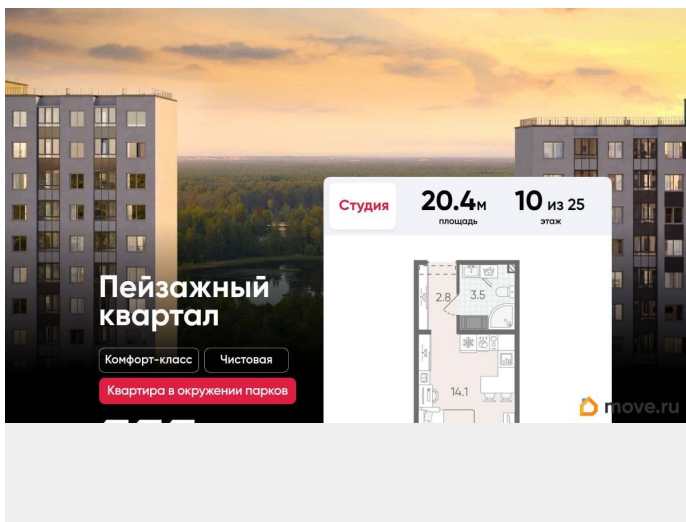 Студия
20.4м
площадь
10 из 25
этаж
2.8
3.5
14.1
Пейзажный
квартал
Комфорт-класс
Чистовая
Квартира в окружении парков
move.ru